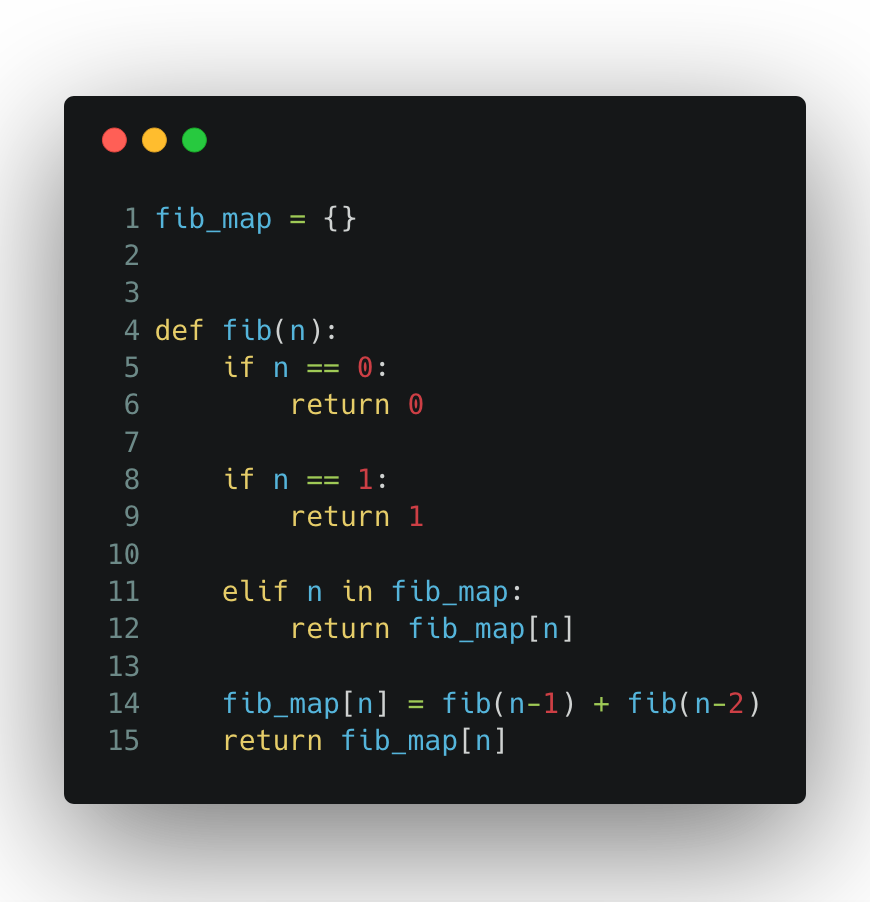 1 fib_map = {}
2
3
4 def fib(n):
5     if n == 0:
6         return 0
7
8     if n == 1:
9         return 1
10
11     elif n in fib_map:
12         return fib_map[n]
13
14     fib_map[n] = fib(n-1) + fib(n-2)
15     return fib_map[n]